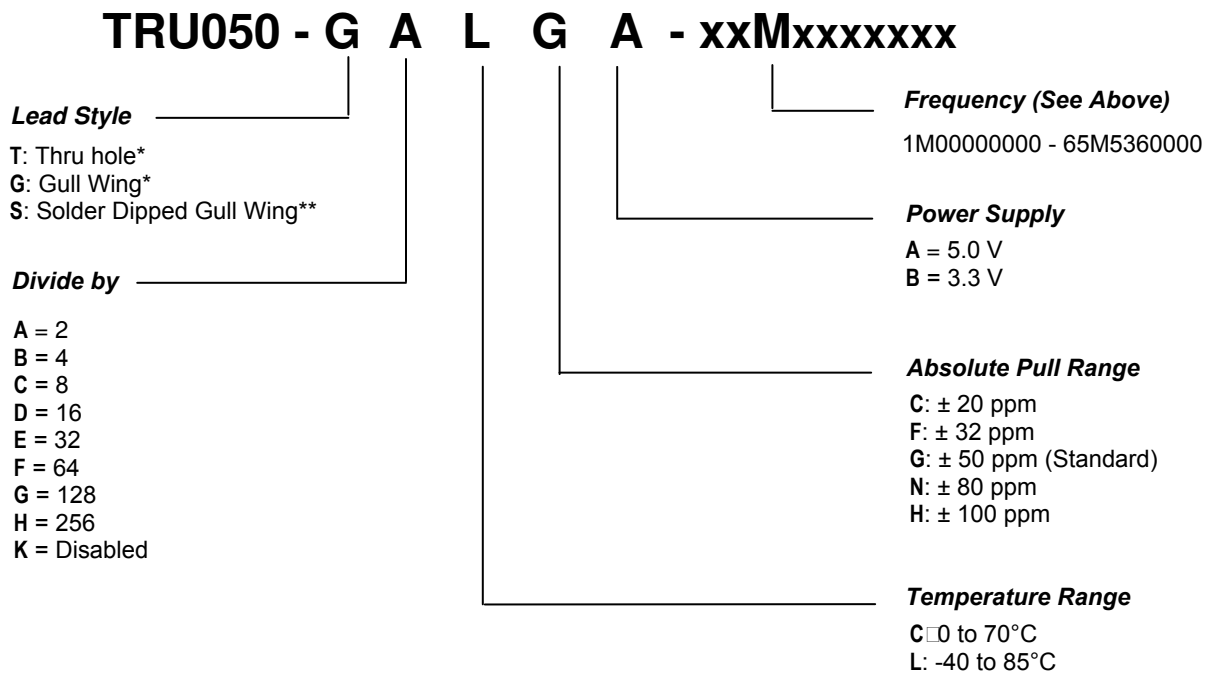 TRU050 - G A L G A - xxMxxxxxxx
Lead Style
T: Thru hole*
G: Gull Wing*
S: Solder Dipped Gull Wing**
Divide by
A = 2
B = 4
C = 8
D = 16
E = 32
F = 64
G = 128
H = 256
K = Disabled
Frequency (See Above)
1M00000000 - 65M5360000
Power Supply
A = 5.0 V
B = 3.3 V
Absolute Pull Range
C: ± 20 ppm
F: ± 32 ppm
G: ± 50 ppm (Standard)
N: ± 80 ppm
H: ± 100 ppm
Temperature Range
C□0 to 70°C
L: -40 to 85°C